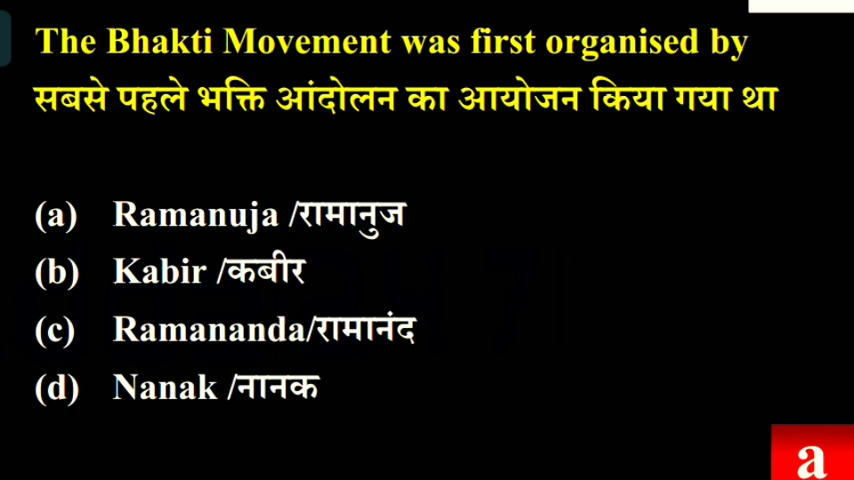 The Bhakti Movement was first organised by
सबसे पहले भक्ति आंदोलन का आयोजन किया गया था
(a) Ramanuja /रामानुज
(b) Kabir /कबीर
(c) Ramananda/रामानंद
(d) Nanak /नानक
a